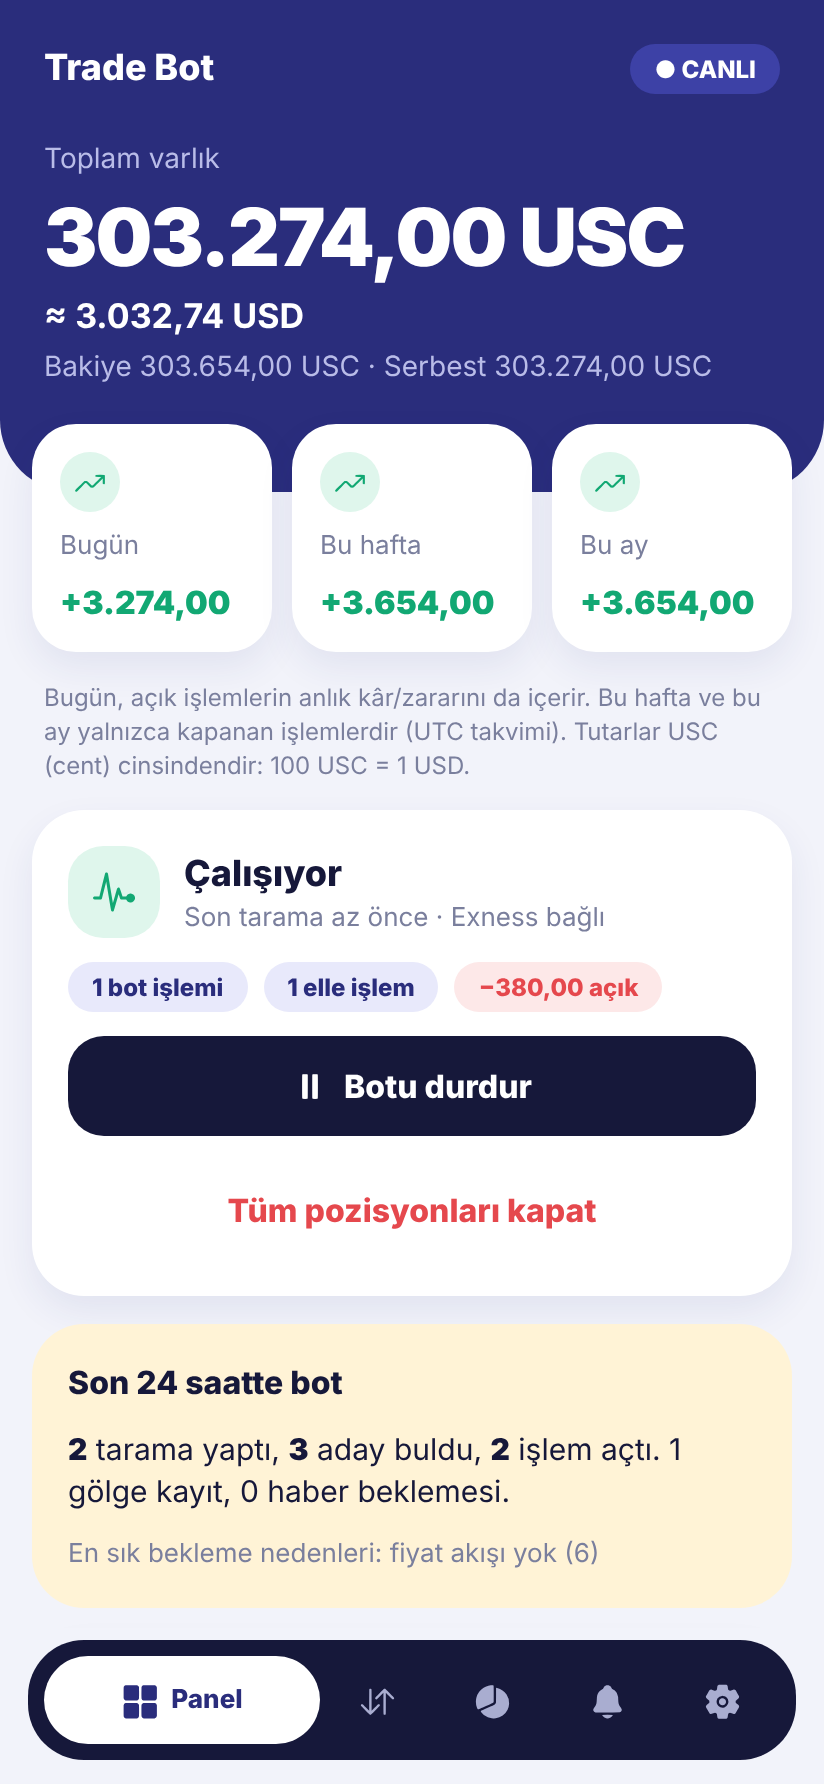 Trade Bot
CANLI
Toplam varlık
303.274,00 USC
≈ 3.032,74 USD
Bakiye 303.654,00 USC · Serbest 303.274,00 USC
Bugün
+3.274,00
Bu hafta
+3.654,00
Bu ay
+3.654,00
Bugün, açık işlemlerin anlık kâr/zararını da içerir. Bu hafta ve bu
ay yalnızca kapanan işlemlerdir (UTC takvimi). Tutarlar USC
(cent) cinsindendir: 100 USC = 1 USD.
Çalışıyor
Son tarama az önce · Exness bağlı
1 bot işlemi
1 elle işlem
−380,00 açık
Botu durdur
Tüm pozisyonları kapat
Son 24 saatte bot
2 tarama yaptı, 3 aday buldu, 2 işlem açtı. 1
gölge kayıt, 0 haber beklemesi.
En sık bekleme nedenleri: fiyat akışı yok (6)
Panel